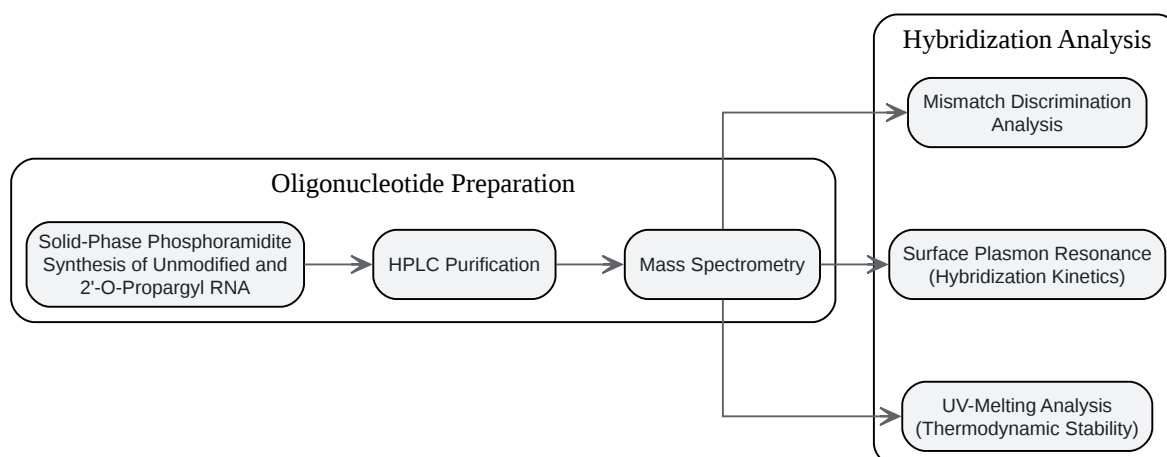 Hybridization Analysis
Mismatch Discrimination
Analysis
Oligonucleotide Preparation
Solid-Phase Phosphoramidite
Synthesis of Unmodified and
2'-O-Propargyl RNA
HPLC Purification
Mass Spectrometry
Surface Plasmon Resonance
(Hybridization Kinetics)
UV-Melting Analysis
(Thermodynamic Stability)